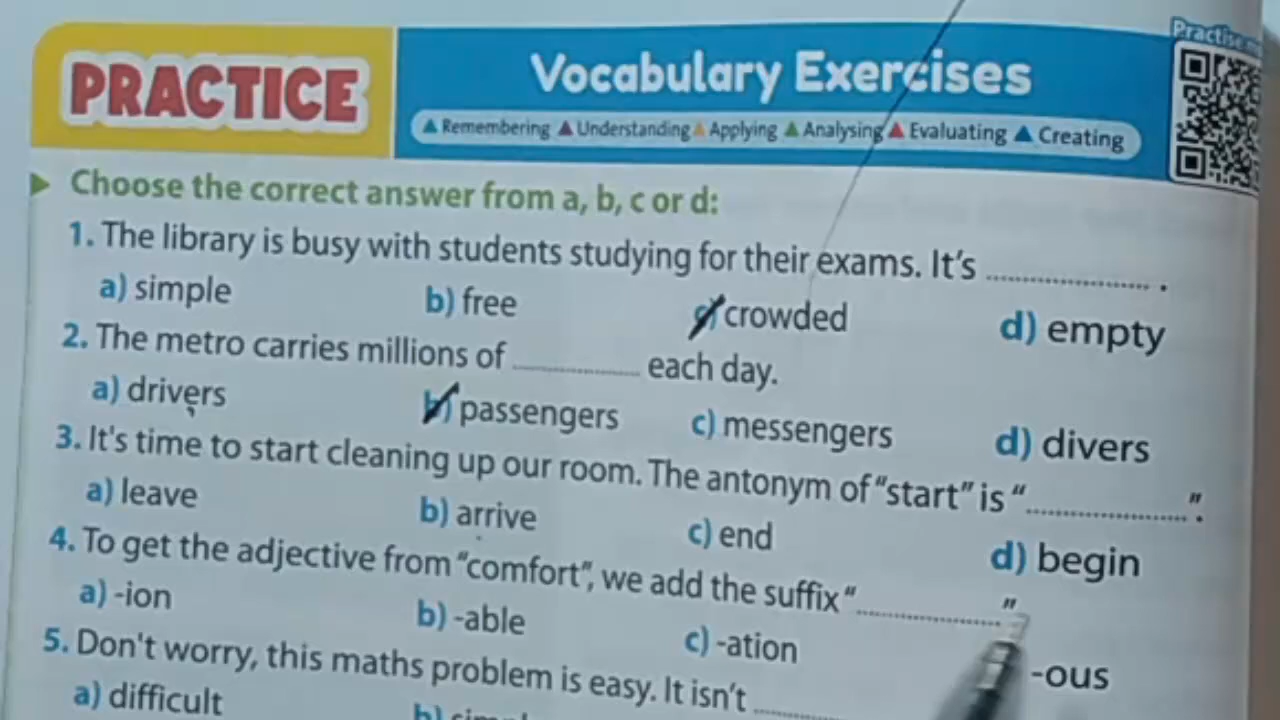 Practise
PRACTICE
Vocabulary Exercises
Remembering Understanding Applying Analysing Evaluating Creating
Choose the correct answer from a, b, c or d:
1. The library is busy with students studying for their exams. It's .................... .
a) simple b) free c) crowded d) empty
2. The metro carries millions of .................... each day.
a) drivers b) passengers c) messengers d) divers
3. It's time to start cleaning up our room. The antonym of "start" is "....................".
a) leave b) arrive c) end d) begin
4. To get the adjective from "comfort", we add the suffix "...................."
a) -ion b) -able c) -ation -ous
5. Don't worry, this maths problem is easy. It isn't ..........
a) difficult b)